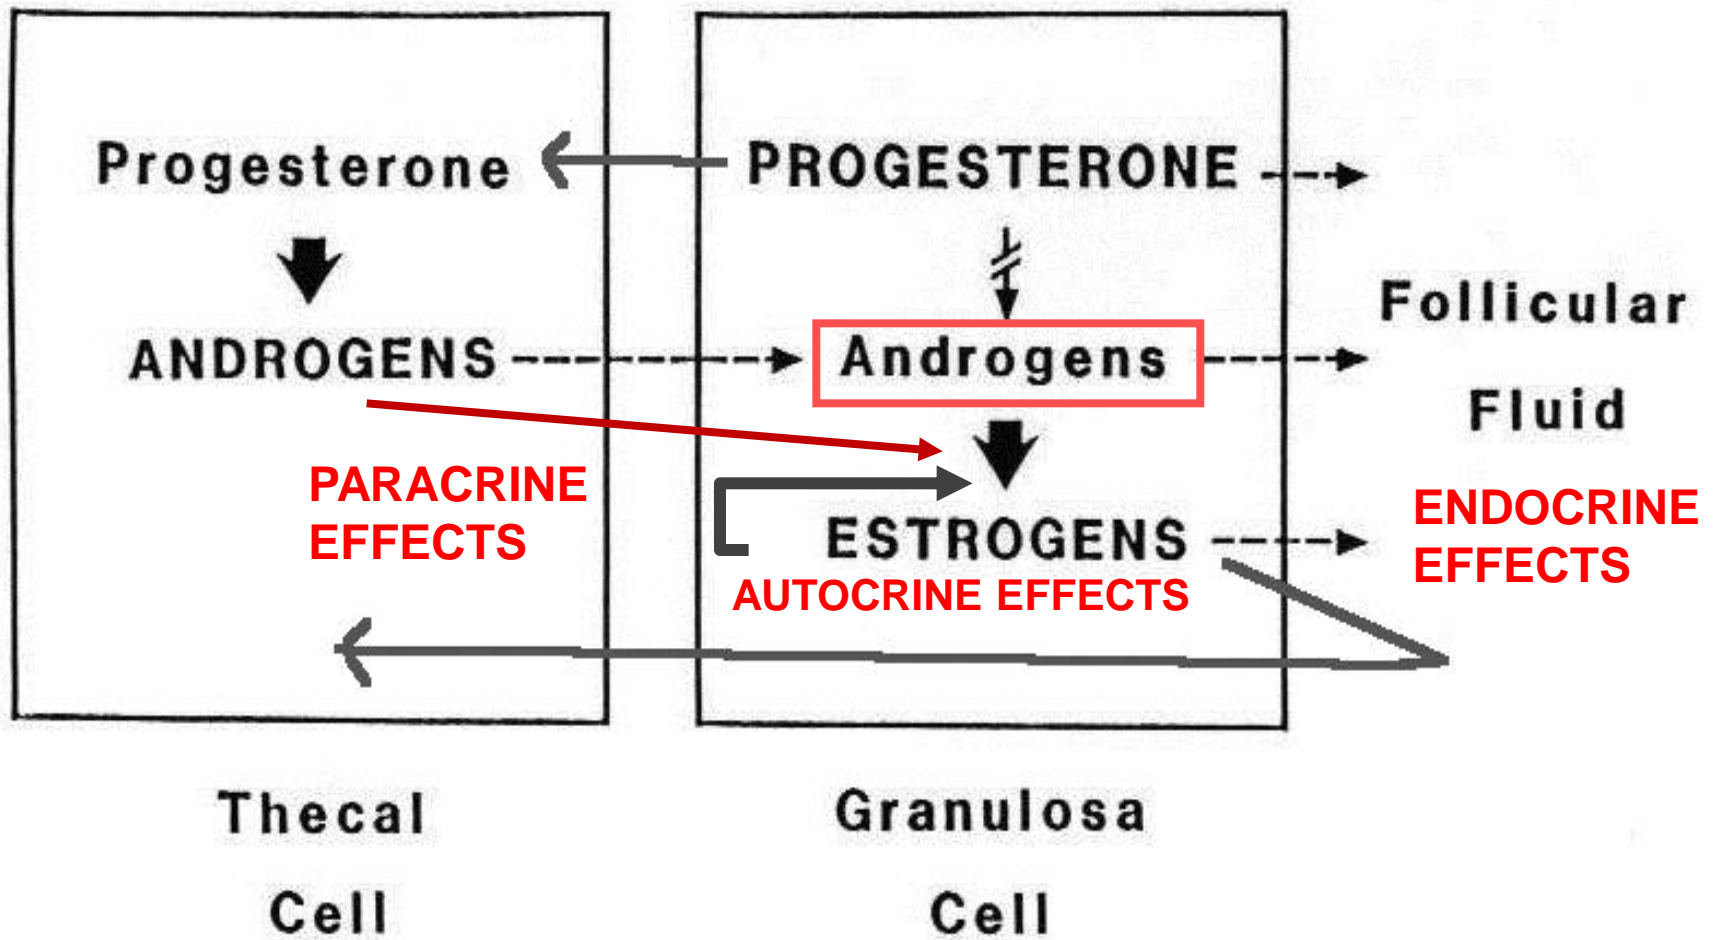 Progesterone
PROGESTERONE
ANDROGENS
Androgens
Follicular
Fluid
PARACRINE
EFFECTS
ESTROGENS
AUTOCRINE EFFECTS
ENDOCRINE
EFFECTS
Thecal
Cell
Granulosa
Cell